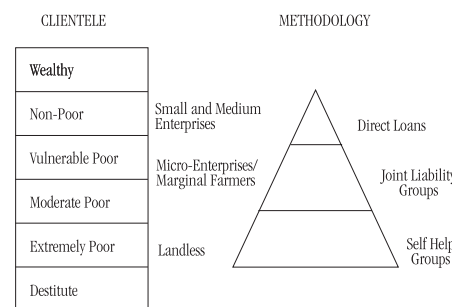 CLIENTELE
METHODOLOGY
Wealthy
Non-Poor
Vulnerable Poor
Moderate Poor
Extremely Poor
Destitute
Small and Medium
Enterprises
Micro-Enterprises/
Marginal Farmers
Landless
Direct Loans
Joint Liability
Groups
Self Help
Groups